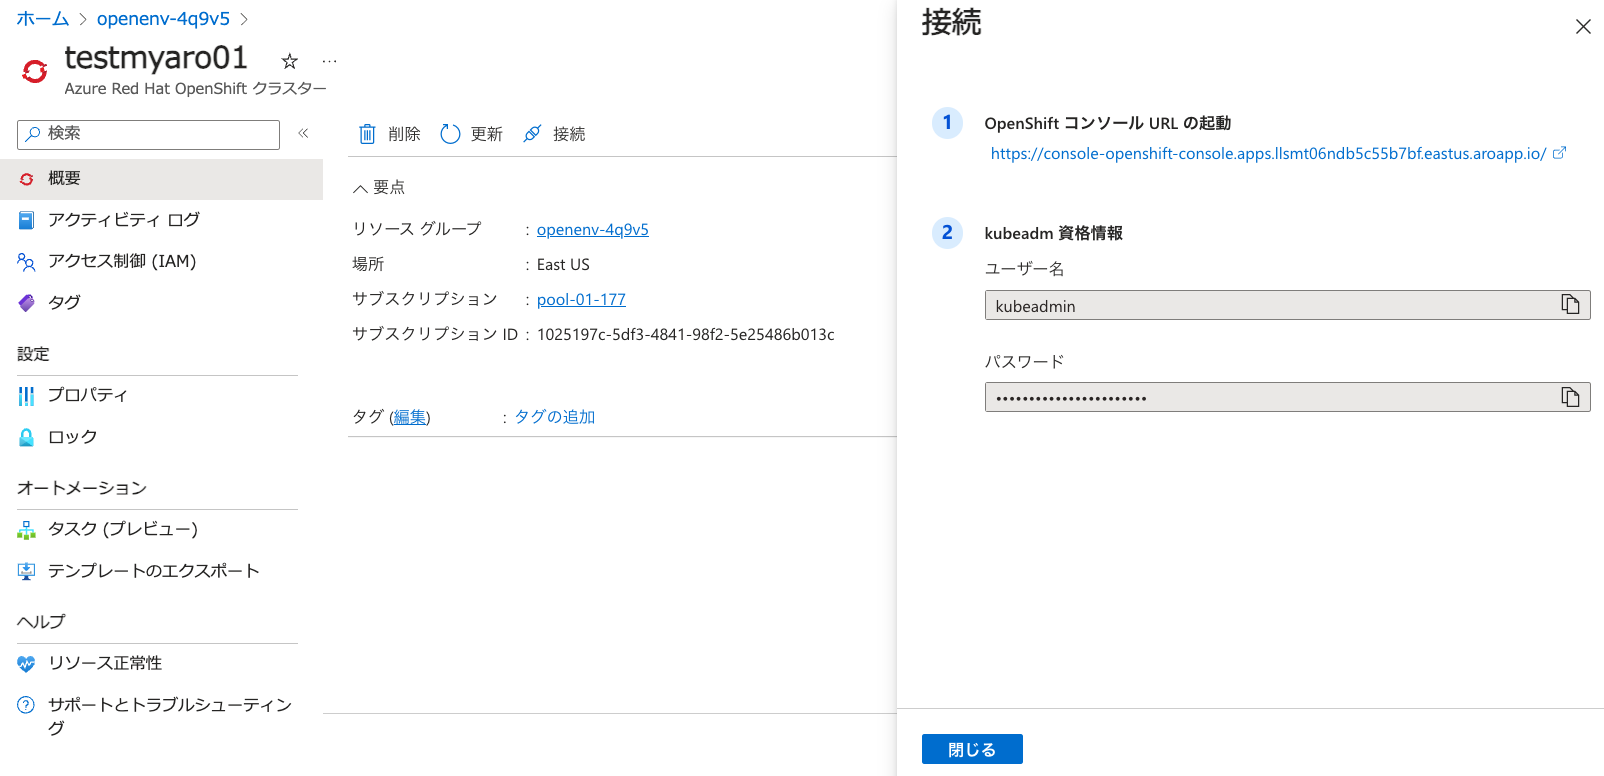 ホーム > openenv-4q9v5 >
testmyaro01
Azure Red Hat OpenShift クラスター
検索
概要
アクティビティ ログ
アクセス制御 (IAM)
タグ
設定
プロパティ
ロック
オートメーション
タスク (プレビュー)
テンプレートのエクスポート
ヘルプ
リソース正常性
サポートとトラブルシューティン
グ
削除 更新 接続
要点
リソース グループ : openenv-4q9v5
場所 : East US
サブスクリプション : pool-01-177
サブスクリプション ID : 1025197c-5df3-4841-98f2-5e25486b013c
タグ (編集) : タグの追加
接続
1 OpenShift コンソール URL の起動
https://console-openshift-console.apps.llsmt06ndb5c55b7bf.eastus.aroapp.io/
2 kubeadm 資格情報
ユーザー名
kubeadmin
パスワード
•••••••••••••••••••••••
閉じる